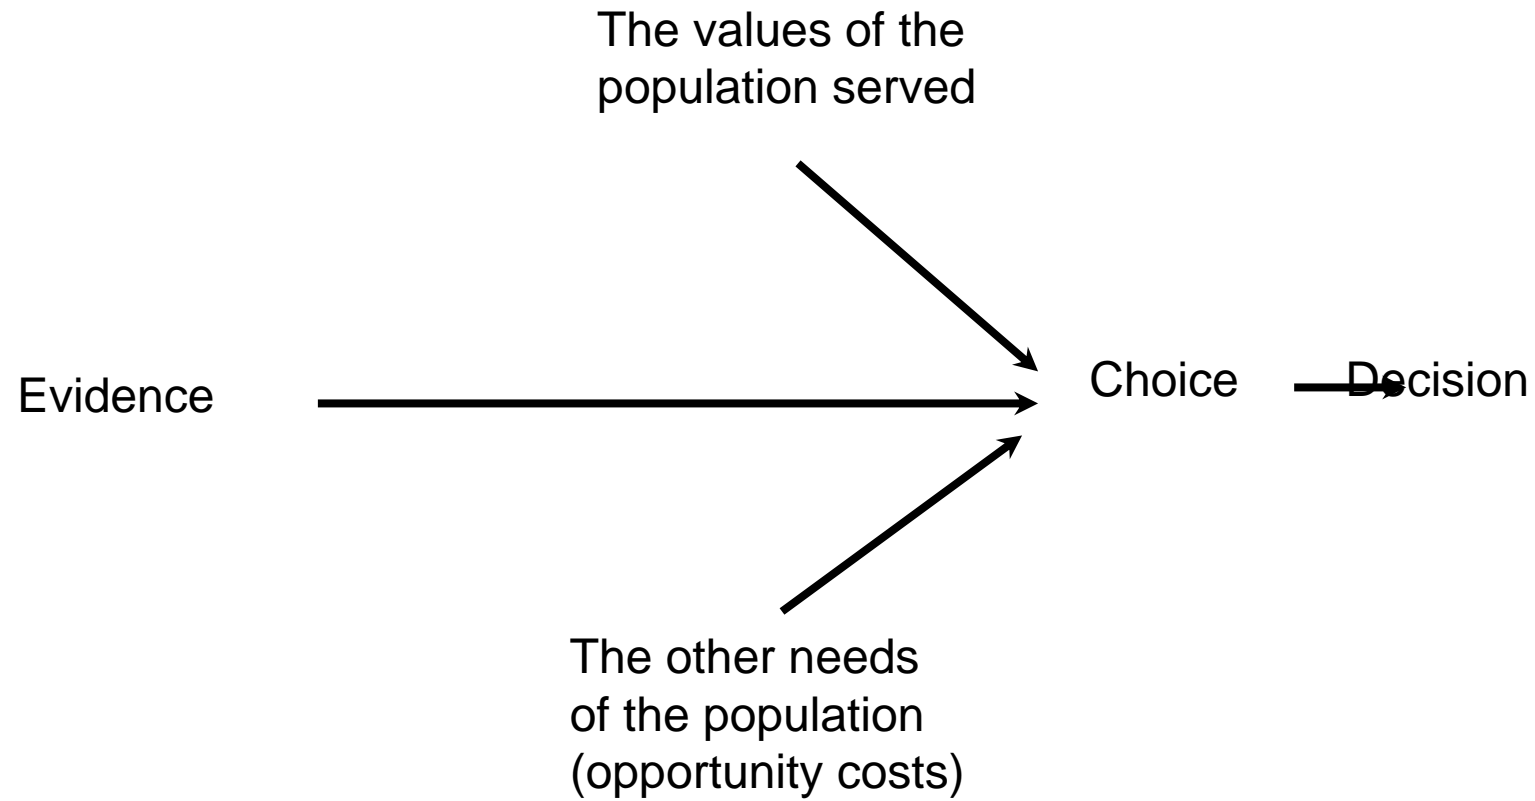 The values of the
population served
Evidence
Choice
Decision
The other needs
of the population
(opportunity costs)